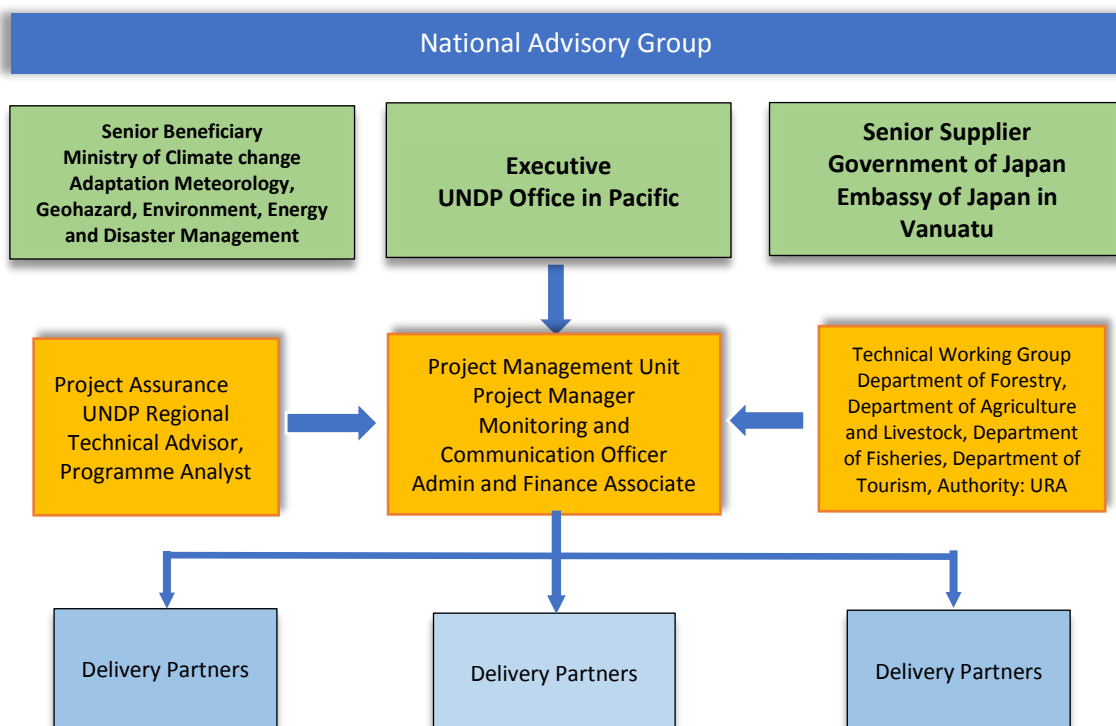 National Advisory Group
Senior Beneficiary
Ministry of Climate change
Adaptation Meteorology,
Geohazard, Environment, Energy
and Disaster Management
Executive
UNDP Office in Pacific
Senior Supplier
Government of Japan
Embassy of Japan in
Vanuatu
Project Assurance
UNDP Regional
Technical Advisor,
Programme Analyst
Project Management Unit
Project Manager
Monitoring and
Communication Officer
Admin and Finance Associate
Technical Working Group
Department of Forestry,
Department of Agriculture
and Livestock, Department
of Fisheries, Department of
Tourism, Authority: URA
Delivery Partners
Delivery Partners
Delivery Partners